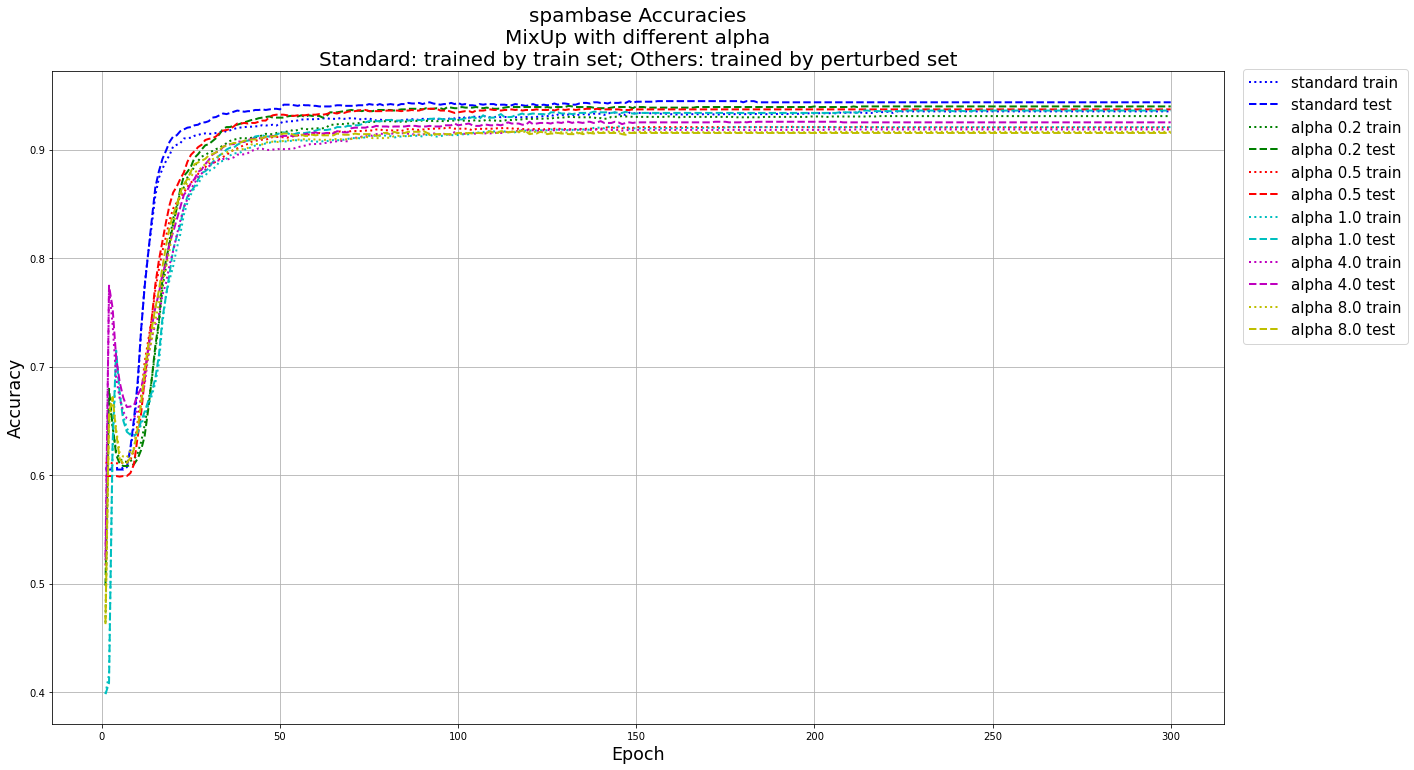 spambase Accuracies
MixUp with different alpha
Standard: trained by train set; Others: trained by perturbed set
Accuracy
0.9
0.8
0.7
0.6
0.5
0.4
0
50
100
150
200
250
300
Epoch
standard train
standard test
alpha 0.2 train
alpha 0.2 test
alpha 0.5 train
alpha 0.5 test
alpha 1.0 train
alpha 1.0 test
alpha 4.0 train
alpha 4.0 test
alpha 8.0 train
alpha 8.0 test